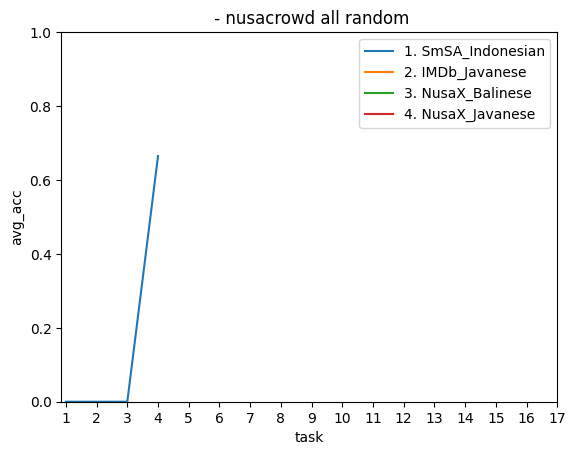 - nusacrowd all random
1. SmSA_Indonesian
2. IMDb_Javanese
3. NusaX_Balinese
4. NusaX_Javanese
avg_acc
1.0
0.8
0.6
0.4
0.2
0.0
1 2 3 4 5 6 7 8 9 10 11 12 13 14 15 16 17
task